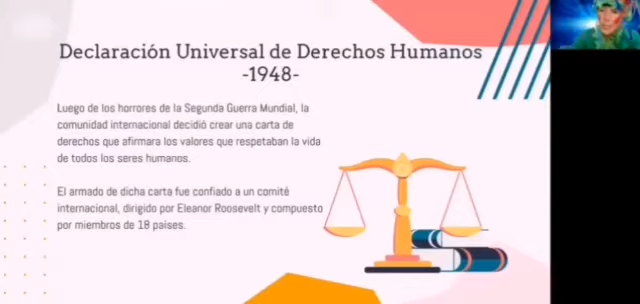 Declaración Universal de Derechos Humanos
-1948-
Luego de los horrores de la Segunda Guerra Mundial, la
comunidad internacional decidió crear una carta de
derechos que afirmara los valores que respetaban la vida
de todos los seres humanos.
El armado de dicha carta fue confiado a un comité
internacional, dirigido por Eleanor Roosevelt y compuesto
por miembros de 18 países.